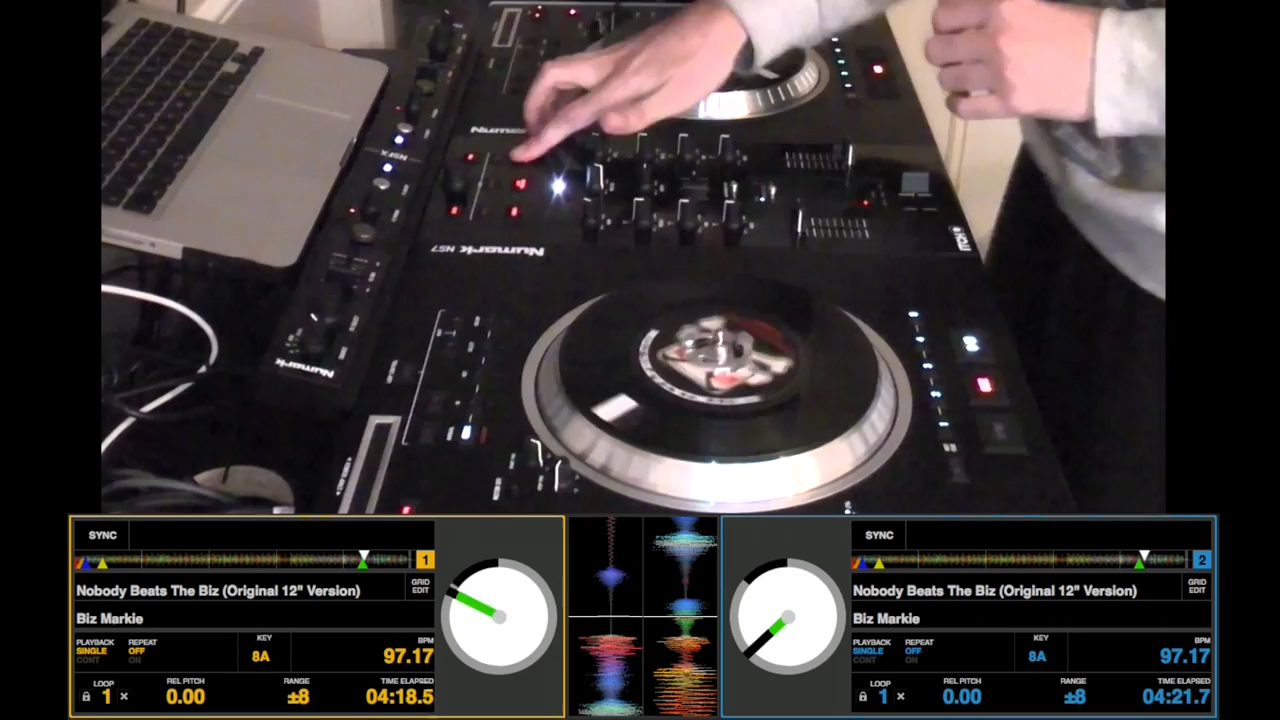 Numark
NSFX
Numark NS7
ITCH
Numark
SYNC
1
Nobody Beats The Biz (Original 12" Version)
GRID EDIT
Biz Markie
PLAYBACK
SINGLE
CONT
REPEAT
OFF
ON
KEY
8A
BPM
97.17
LOOP
1
REL PITCH
0.00
RANGE
±8
TIME ELAPSED
04:18.5
SYNC
2
Nobody Beats The Biz (Original 12" Version)
GRID EDIT
Biz Markie
PLAYBACK
SINGLE
CONT
REPEAT
OFF
ON
KEY
8A
BPM
97.17
LOOP
1
REL PITCH
0.00
RANGE
±8
TIME ELAPSED
04:21.7